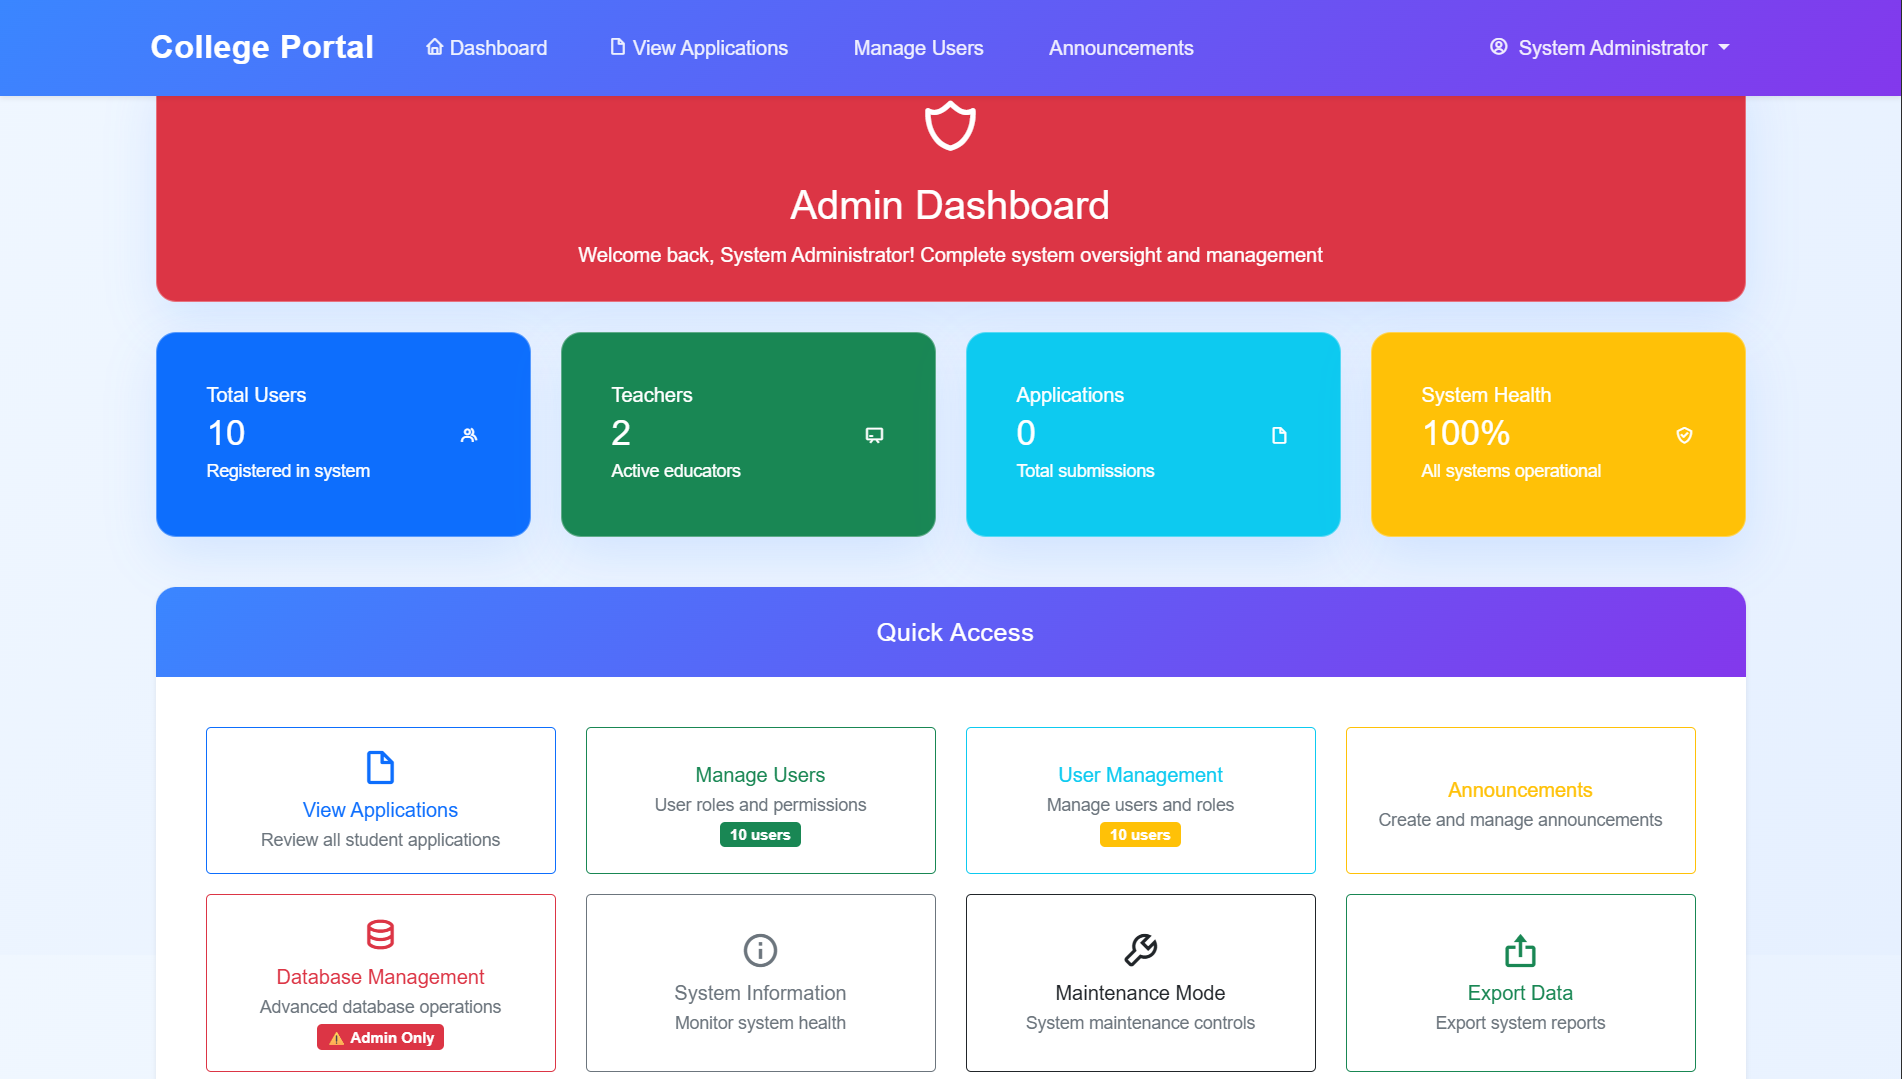 College Portal
Dashboard
View Applications
Manage Users
Announcements
System Administrator
Admin Dashboard
Welcome back, System Administrator! Complete system oversight and management
Total Users
10
Registered in system
Teachers
2
Active educators
Applications
0
Total submissions
System Health
100%
All systems operational
Quick Access
View Applications
Review all student applications
Manage Users
User roles and permissions
10 users
User Management
Manage users and roles
10 users
Announcements
Create and manage announcements
Database Management
Advanced database operations
Admin Only
System Information
Monitor system health
Maintenance Mode
System maintenance controls
Export Data
Export system reports